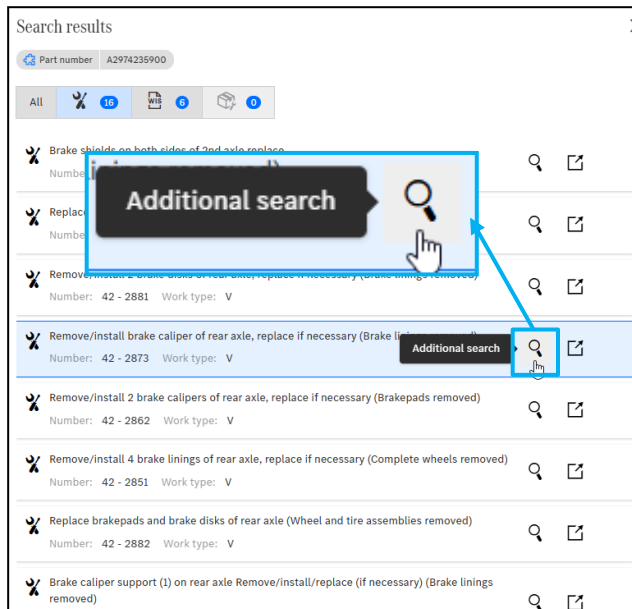 Search results
Part number A2974235900
All 16 WIS 6 0
Brake shields on both sides of 2nd axle replace
Numbe
inings removed)
Additional search
Replac
Numbe
Remove/install 2 brake disks of rear axle, replace if necessary (Brake linings removed)
Number: 42 - 2881 Work type: V
Remove/install brake caliper of rear axle, replace if necessary (Brake linings removed)
Additional search
Number: 42 - 2873 Work type: V
Remove/install 2 brake calipers of rear axle, replace if necessary (Brakepads removed)
Number: 42 - 2862 Work type: V
Remove/install 4 brake linings of rear axle, replace if necessary (Complete wheels removed)
Number: 42 - 2851 Work type: V
Replace brakepads and brake disks of rear axle (Wheel and tire assemblies removed)
Number: 42 - 2882 Work type: V
Brake caliper support (1) on rear axle Remove/install/replace (if necessary) (Brake linings
removed)